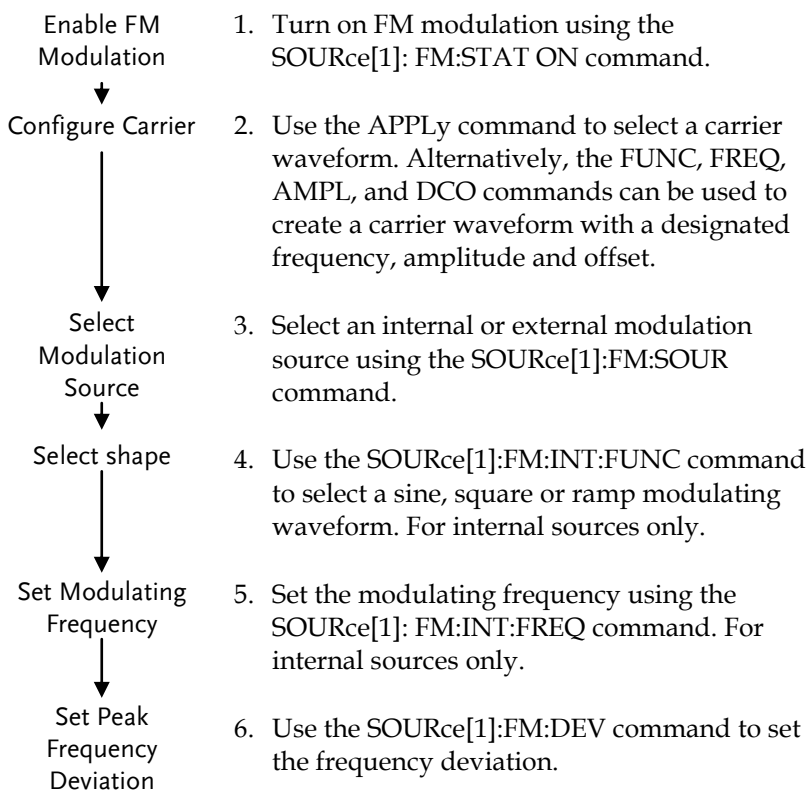 Enable FM
Modulation
1. Turn on FM modulation using the
SOURce[1]: FM:STAT ON command.
Configure Carrier
2. Use the APPLy command to select a carrier
waveform. Alternatively, the FUNC, FREQ,
AMPL, and DCO commands can be used to
create a carrier waveform with a designated
frequency, amplitude and offset.
Select
Modulation
Source
3. Select an internal or external modulation
source using the SOURce[1]:FM:SOUR
command.
Select shape
4. Use the SOURce[1]:FM:INT:FUNC command
to select a sine, square or ramp modulating
waveform. For internal sources only.
Set Modulating
Frequency
5. Set the modulating frequency using the
SOURce[1]: FM:INT:FREQ command. For
internal sources only.
Set Peak
Frequency
Deviation
6. Use the SOURce[1]:FM:DEV command to set
the frequency deviation.